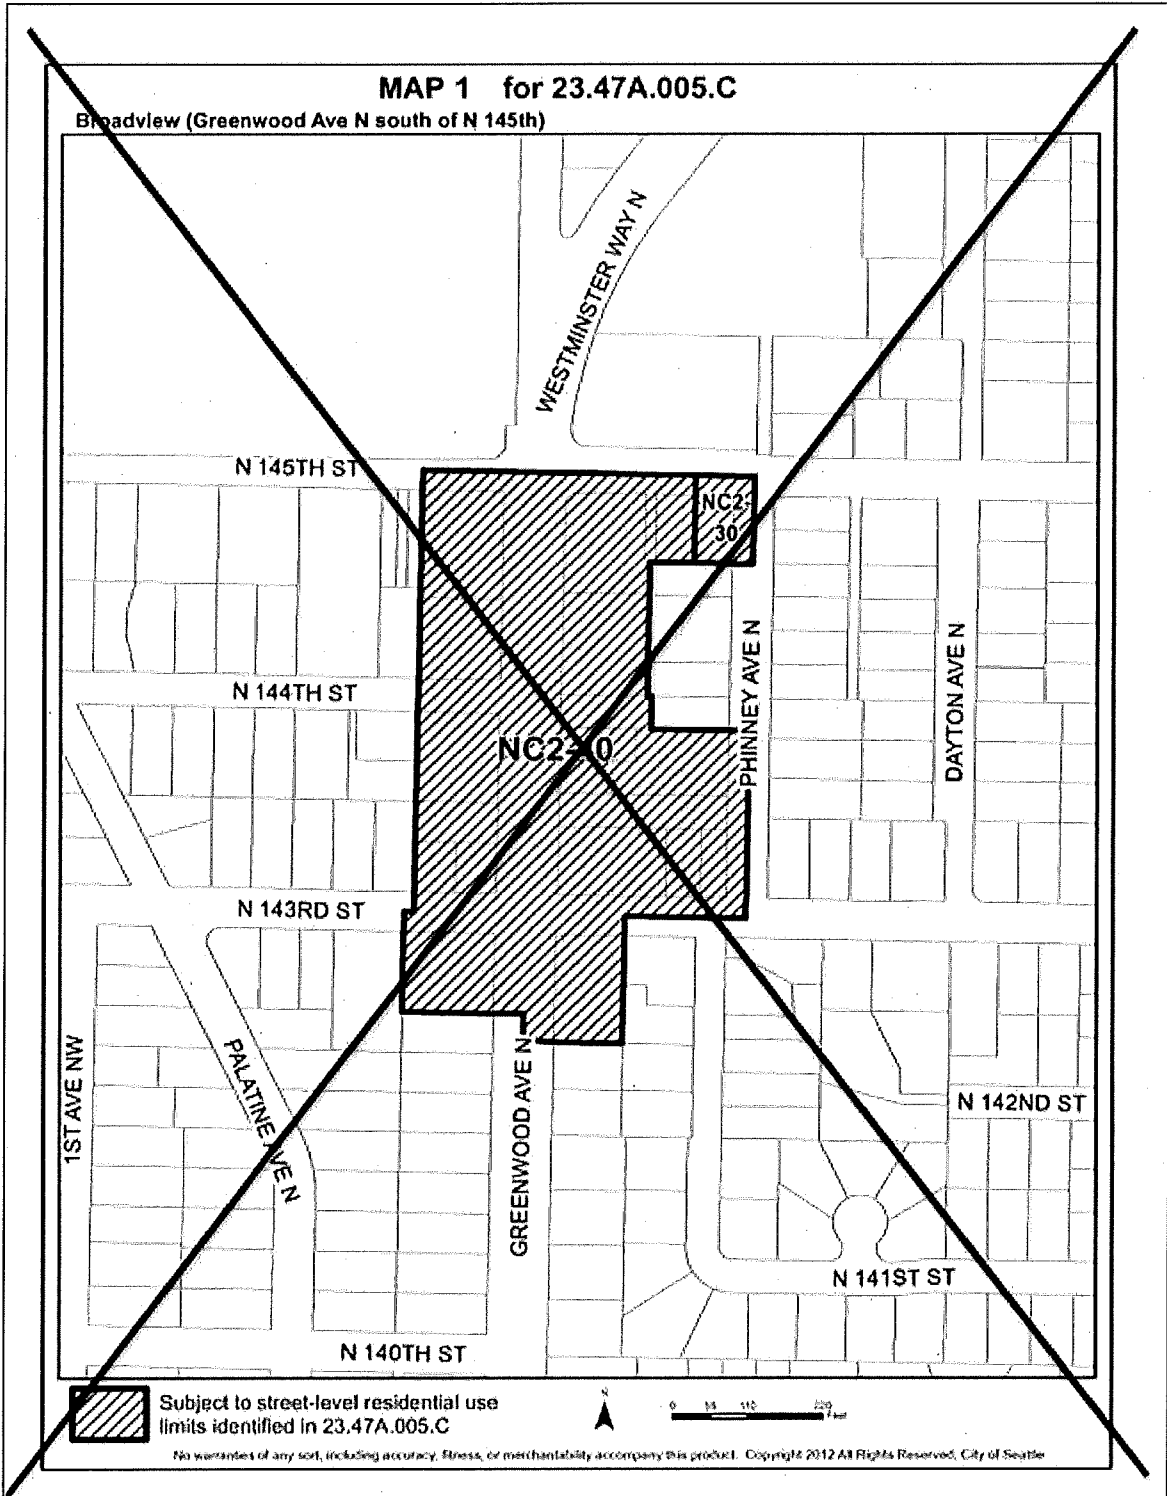 MAP 1 for 23.47A.005.C
Broadview (Greenwood Ave N south of N 145th)
WESTMINSTER WAY N
N 145TH ST
NC2-
30
N 144TH ST
PHINNEY AVE N
DAYTON AVE N
N 143RD ST
1ST AVE NW
PALATINE AVE N
GREENWOOD AVE N
N 142ND ST
N 141ST ST
N 140TH ST
Subject to street-level residential use
limits identified in 23.47A.005.C
N
0
110
No warranties of any sort, including accuracy, fitness, or merchantability accompany this product. Copyright 2012 All Rights Reserved, City of Seattle